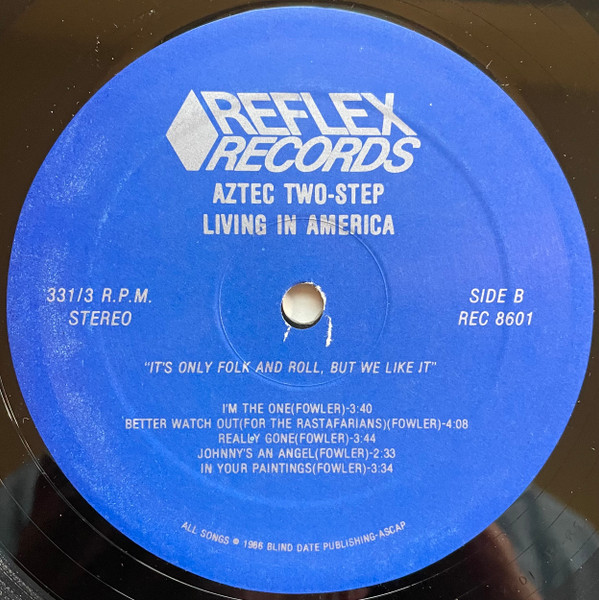 REFLEX
RECORDS
AZTEC TWO-STEP
LIVING IN AMERICA
331/3 R.P.M.
STEREO
SIDE B
REC 8601
"IT'S ONLY FOLK AND ROLL, BUT WE LIKE IT"
I'M THE ONE(FOWLER)-3:40
BETTER WATCH OUT(FOR THE RASTAFARIANS)(FOWLER)-4:08
REALLY GONE(FOWLER)-3:44
JOHNNY'S AN ANGEL(FOWLER)-2:33
IN YOUR PAINTINGS(FOWLER)-3:34
ALL SONGS ℗ 1986 BLIND DATE PUBLISHING-ASCAP